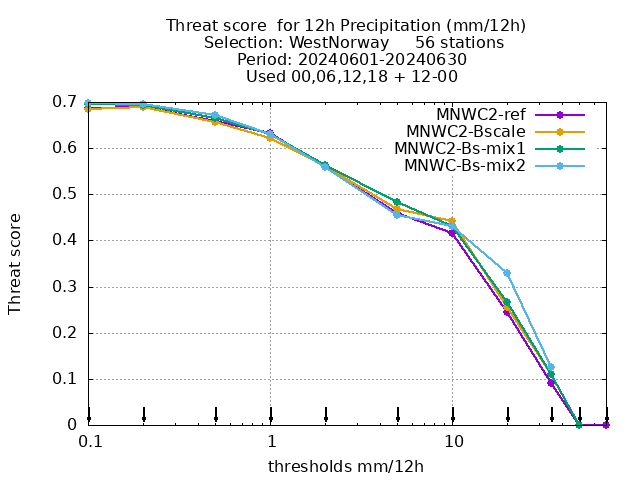 Threat score  for 12h Precipitation (mm/12h)
Selection: WestNorway     56 stations
Period: 20240601-20240630
Used 00,06,12,18 + 12-00
MNWC2-ref
MNWC2-Bscale
MNWC2-Bs-mix1
MNWC-Bs-mix2
0.7
0.6
0.5
0.4
0.3
0.2
0.1
0
Threat score
0.1 1 10
thresholds mm/12h